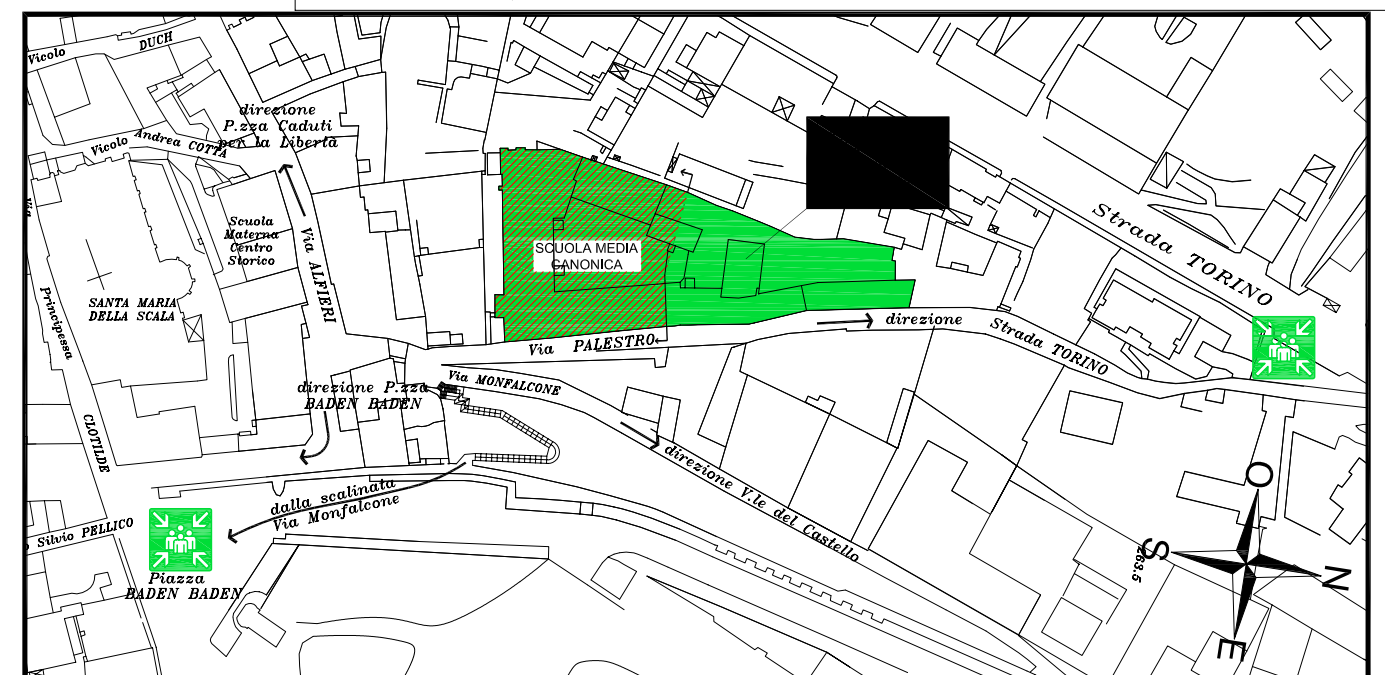 Vicolo DUCH
direzione
P.zza Caduti
per la Libertà
Vicolo Andrea COTTA
Scuola
Materna
Centro
Storico
Via ALFIERI
SCUOLA MEDIA
CANONICA
Strada TORINO
Via
Principessa
CLOTILDE
SANTA MARIA
DELLA SCALA
Via PALESTRO
direzione Strada TORINO
direzione P.zza
BADEN BADEN
Via MONFALCONE
direzione V.le del Castello
dalla scalinata
Via Monfalcone
Silvio PELLICO
Piazza
BADEN BADEN
263.5
O
S
N
E